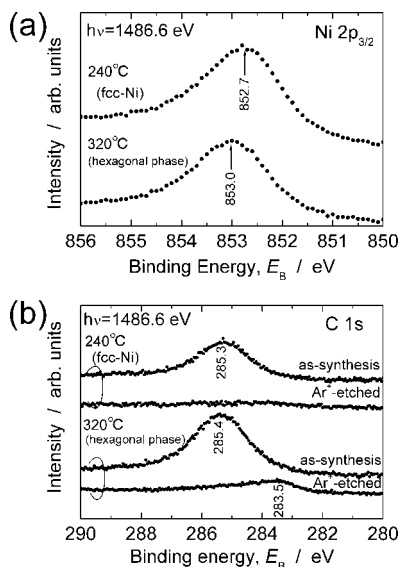 (a)
hν=1486.6 eV
Ni 2p3/2
240°C
(fcc-Ni)
852.7
320°C
(hexagonal phase)
853.0
Intensity / arb. units
856 855 854 853 852 851 850
Binding Energy, EB / eV
(b)
hν=1486.6 eV
C 1s
240°C
(fcc-Ni)
285.3
as-synthesis
Ar+-etched
320°C
(hexagonal phase)
285.4
as-synthesis
Ar+-etched
283.5
Intensity / arb. units
290 288 286 284 282 280
Binding energy, EB / eV